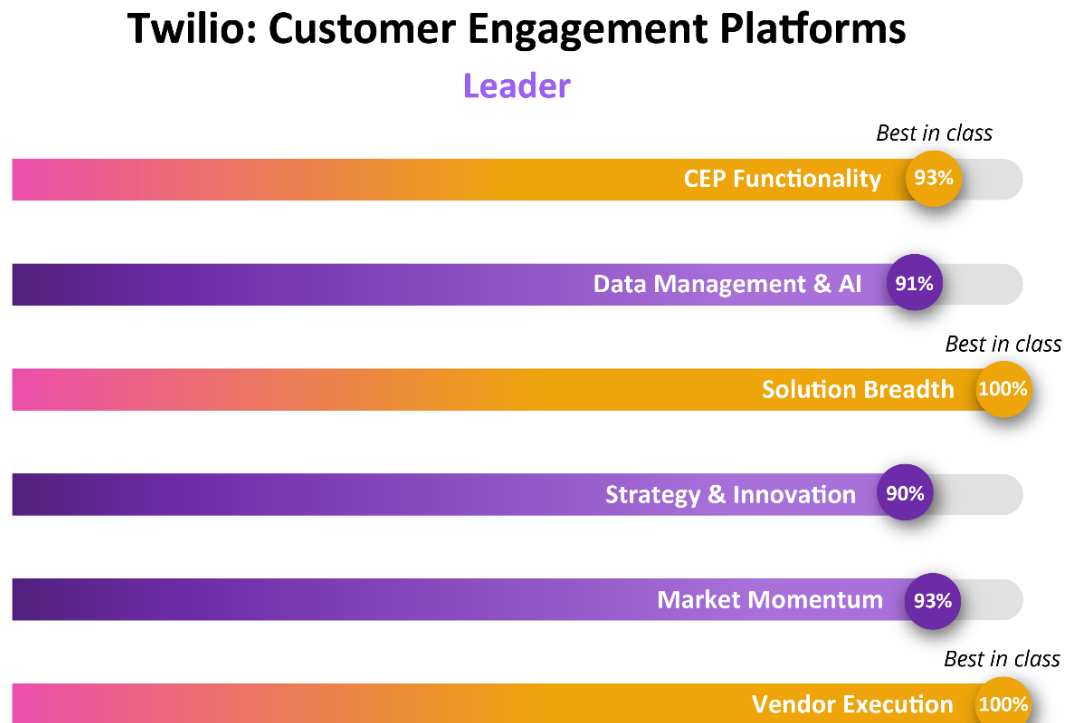 Twilio: Customer Engagement Platforms
Leader
Best in class
CEP Functionality 93%
Data Management & AI 91%
Best in class
Solution Breadth 100%
Strategy & Innovation 90%
Market Momentum 93%
Best in class
Vendor Execution 100%